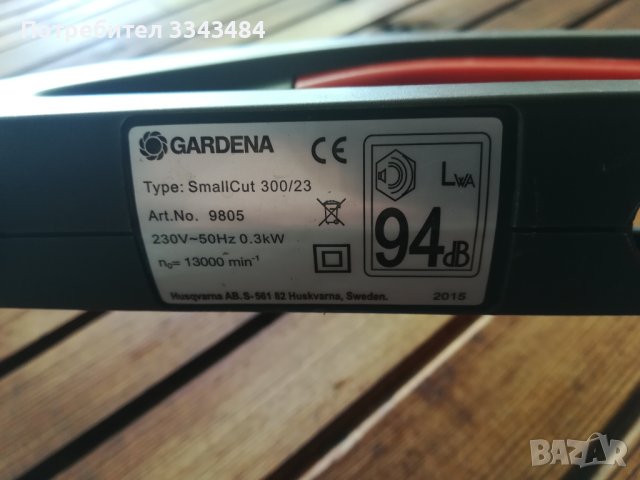 Потребител 3343484
GARDENA
CE
Type: SmallCut 300/23
Art.No. 9805
230V~50Hz 0.3kW
n₀= 13000 min⁻¹
LWA
94dB
Husqvarna AB. S-561 82 Huskvarna, Sweden.
2015
BAZAR